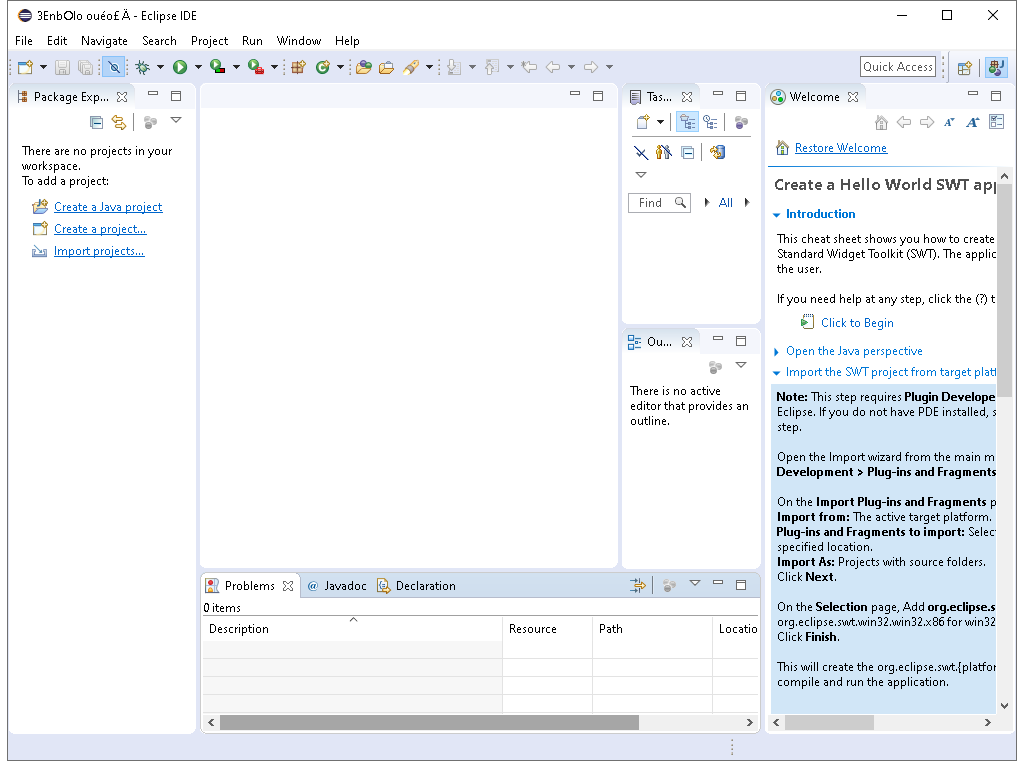 3EnbOlo ouéo£Ä - Eclipse IDE
File Edit Navigate Search Project Run Window Help
Quick Access
Package Exp...
There are no projects in your
workspace.
To add a project:
Create a Java project
Create a project...
Import projects...
Tas...
Find
All
Ou...
There is no active
editor that provides an
outline.
Problems @ Javadoc Declaration
0 items
Description Resource Path Locatio
Welcome
Restore Welcome
Create a Hello World SWT app
Introduction
This cheat sheet shows you how to create
Standard Widget Toolkit (SWT). The applic
the user.
If you need help at any step, click the (?) t
Click to Begin
Open the Java perspective
Import the SWT project from target platf
Note: This step requires Plugin Develope
Eclipse. If you do not have PDE installed, s
step.
Open the Import wizard from the main m
Development > Plug-ins and Fragments
On the Import Plug-ins and Fragments p
Import from: The active target platform.
Plug-ins and Fragments to import: Selec
specified location.
Import As: Projects with source folders.
Click Next.
On the Selection page, Add org.eclipse.s
org.eclipse.swt.win32.win32.x86 for win32
Click Finish.
This will create the org.eclipse.swt.{platfor
compile and run the application.